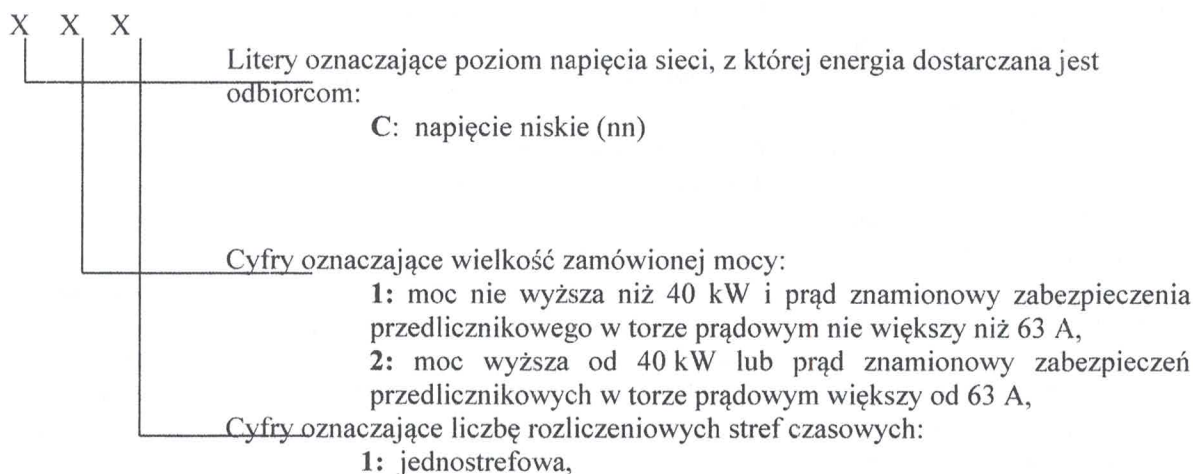 X X X
Litery oznaczające poziom napięcia sieci, z której energia dostarczana jest
odbiorcom:
C: napięcie niskie (nn)
Cyfry oznaczające wielkość zamówionej mocy:
1: moc nie wyższa niż 40 kW i prąd znamionowy zabezpieczenia
przedlicznikowego w torze prądowym nie większy niż 63 A,
2: moc wyższa od 40 kW lub prąd znamionowy zabezpieczeń
przedlicznikowych w torze prądowym większy od 63 A,
Cyfry oznaczające liczbę rozliczeniowych stref czasowych:
1: jednostrefowa,